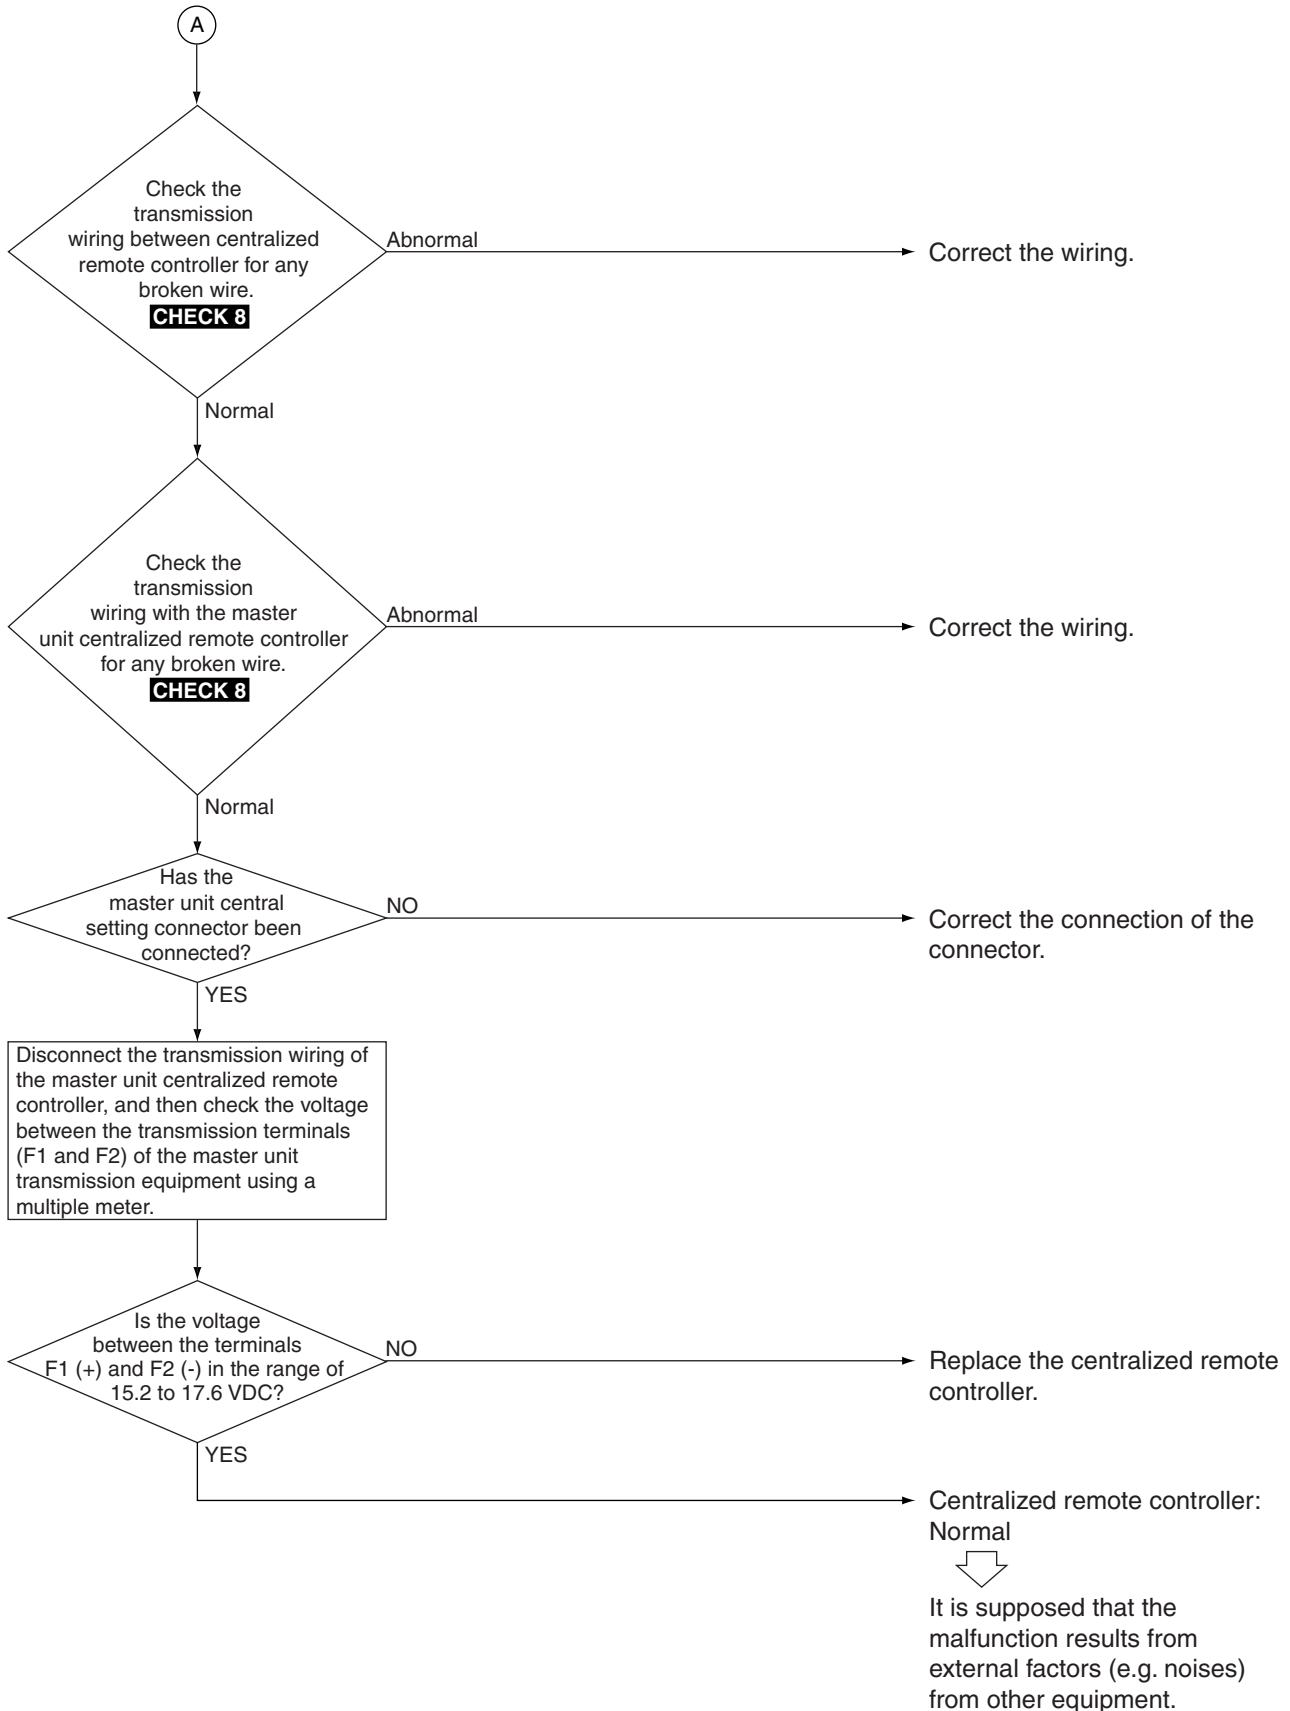 A
Check the
transmission
wiring between centralized
remote controller for any
broken wire.
CHECK 8
Abnormal
Correct the wiring.
Normal
Check the
transmission
wiring with the master
unit centralized remote controller
for any broken wire.
CHECK 8
Abnormal
Correct the wiring.
Normal
Has the
master unit central
setting connector been
connected?
NO
Correct the connection of the
connector.
YES
Disconnect the transmission wiring of
the master unit centralized remote
controller, and then check the voltage
between the transmission terminals
(F1 and F2) of the master unit
transmission equipment using a
multiple meter.
Is the voltage
between the terminals
F1 (+) and F2 (-) in the range of
15.2 to 17.6 VDC?
NO
Replace the centralized remote
controller.
YES
Centralized remote controller:
Normal
It is supposed that the
malfunction results from
external factors (e.g. noises)
from other equipment.